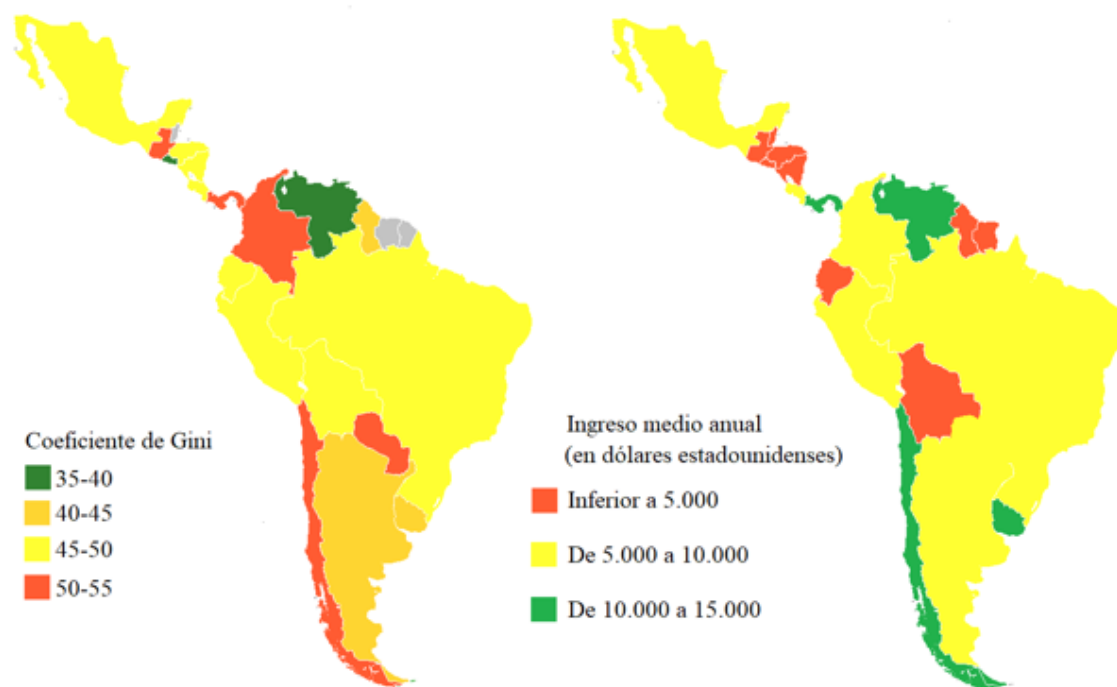 Coeficiente de Gini
35-40
40-45
45-50
50-55
Ingreso medio anual
(en dólares estadounidenses)
Inferior a 5.000
De 5.000 a 10.000
De 10.000 a 15.000